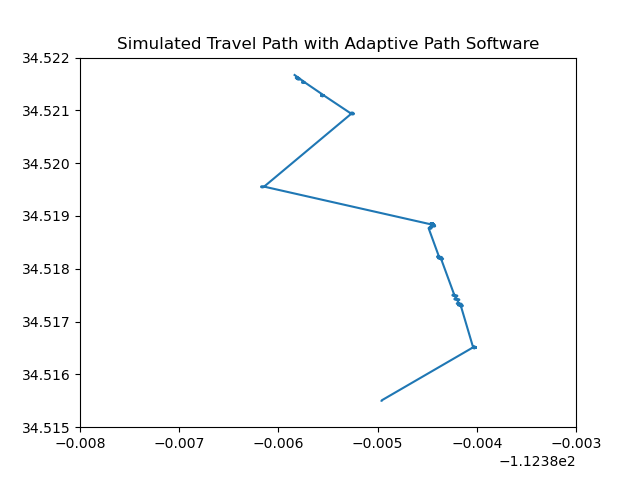 Simulated Travel Path with Adaptive Path Software
34.522
34.521
34.520
34.519
34.518
34.517
34.516
34.515
−0.008 −0.007 −0.006 −0.005 −0.004 −0.003
−1.1238e2